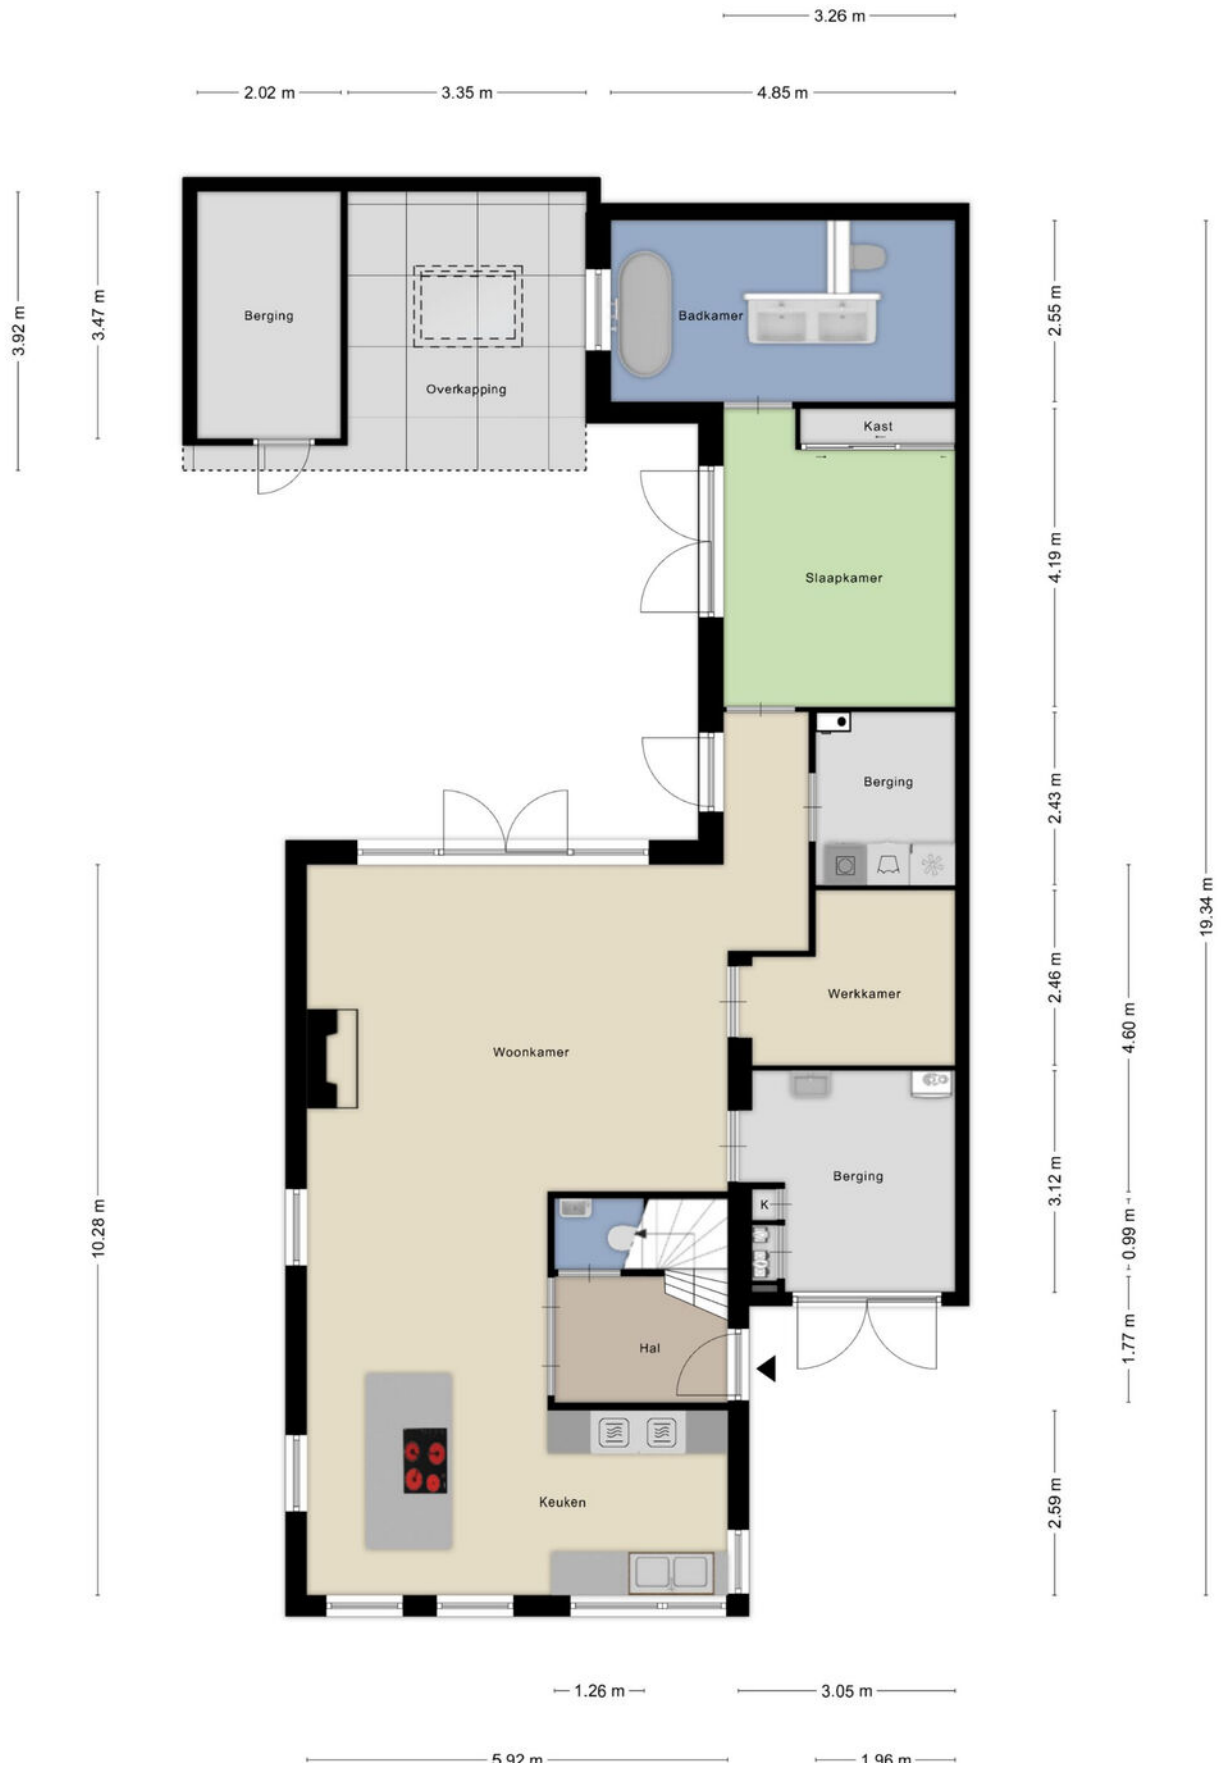 3.26 m
2.02 m
3.35 m
4.85 m
3.92 m
3.47 m
Berging
Overkapping
Badkamer
2.55 m
Kast
Slaapkamer
4.19 m
Berging
2.43 m
19.34 m
Werkkamer
2.46 m
4.60 m
Woonkamer
Berging
3.12 m
K
0.99 m
10.28 m
Hal
1.77 m
Keuken
2.59 m
1.26 m
3.05 m
5.92 m
1.96 m